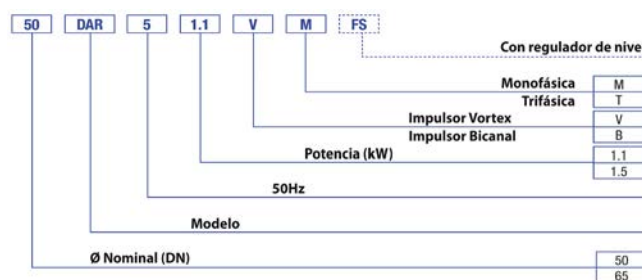 50 DAR 5 1.1 V M FS
Con regulador de nive
Monofásica M
Trifásica T
Impulsor Vortex V
Impulsor Bicanal B
Potencia (kW) 1.1
1.5
50Hz
Modelo
Ø Nominal (DN) 50
65